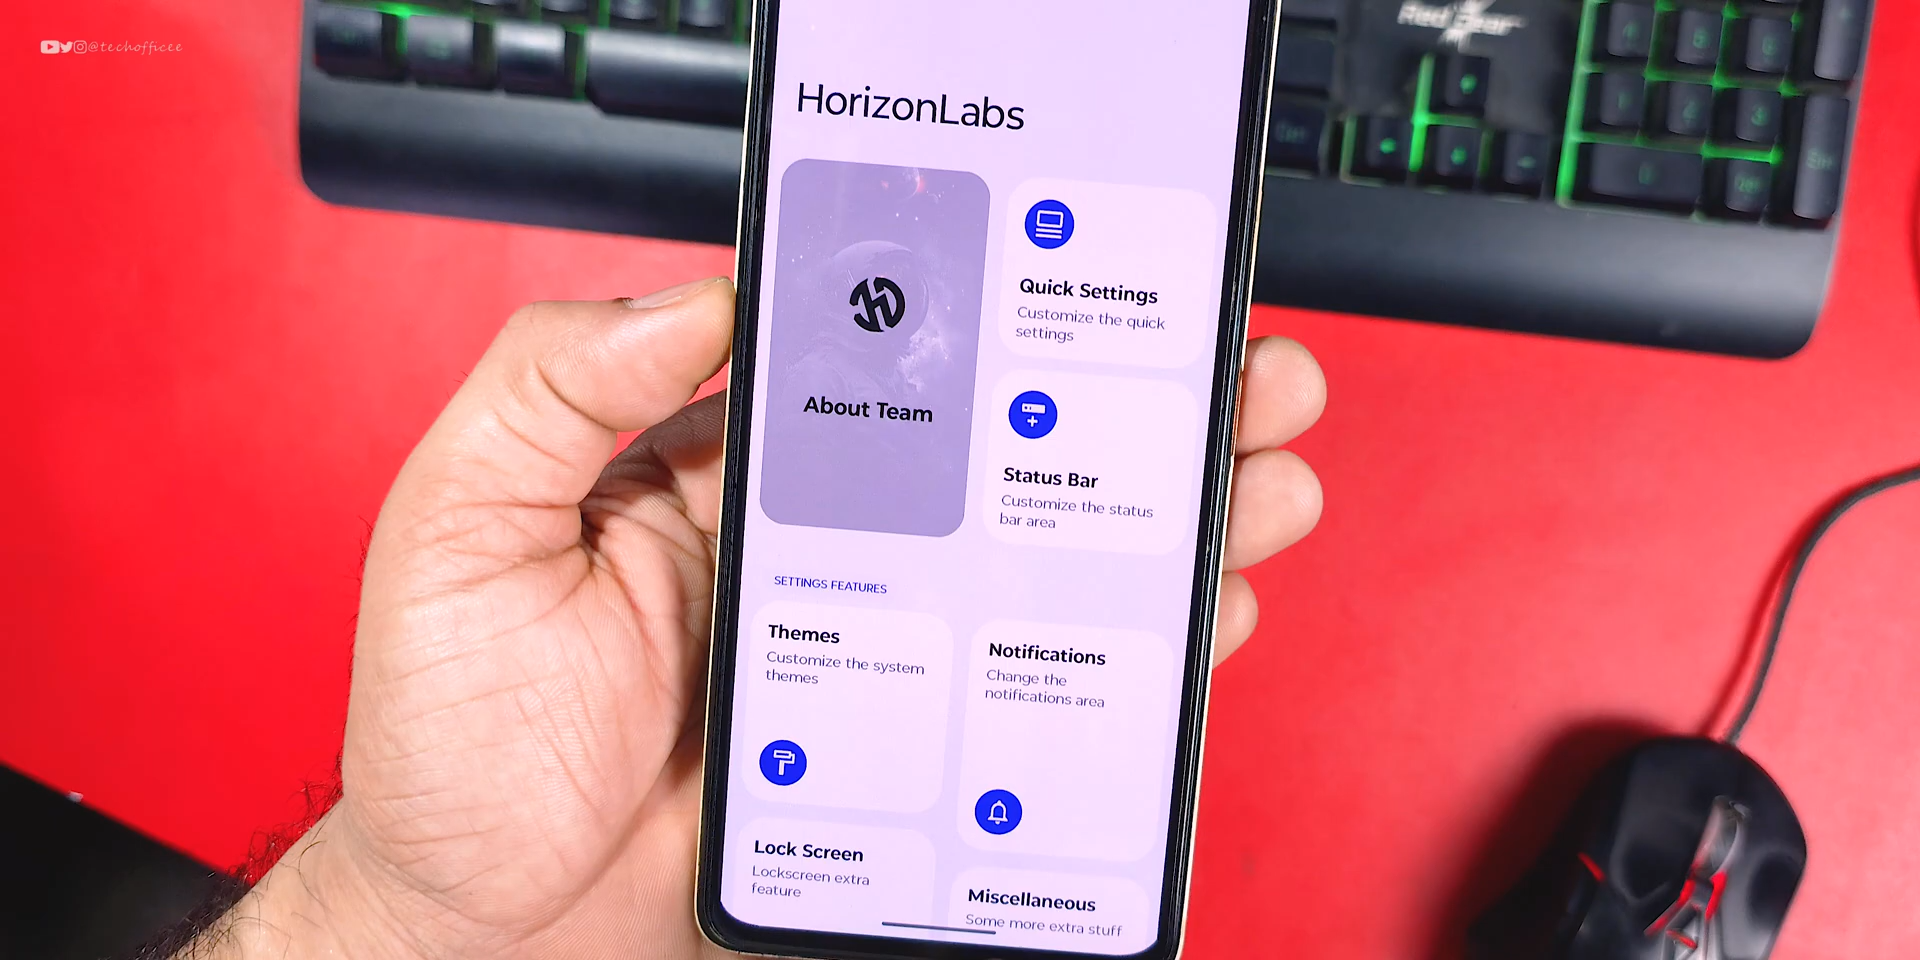 @techofficee
Red Gear
HorizonLabs
About Team
Quick Settings
Customize the quick
settings
Status Bar
Customize the status
bar area
SETTINGS FEATURES
Themes
Customize the system
themes
Notifications
Change the
notifications area
Lock Screen
Lockscreen extra
feature
Miscellaneous
Some more extra stuff